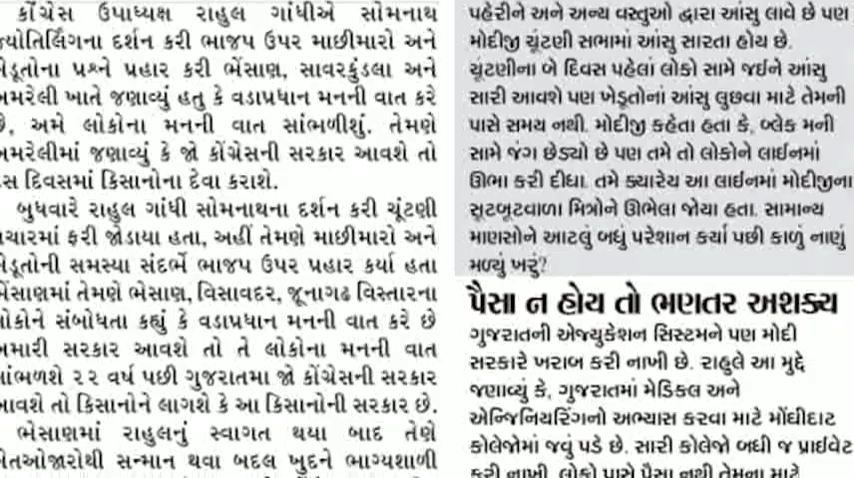 કોંગ્રેસ ઉપાધ્યક્ષ રાહુલ ગાંધીએ સોમનાથ
જ્યોતિર્લિંગના દર્શન કરી ભાજપ ઉપર માછીમારો અને
ખેડૂતોના પ્રશ્ને પ્રહાર કરી ભેંસાણ, સાવરકુંડલા અને
અમરેલી ખાતે જણાવ્યું હતુ કે વડાપ્રધાન મનની વાત કરે
છે, અમે લોકોના મનની વાત સાંભળીશું. તેમણે
અમરેલીમાં જણાવ્યું કે જો કોંગ્રેસની સરકાર આવશે તો
દસ દિવસમાં કિસાનોના દેવા કરાશે.
બુધવારે રાહુલ ગાંધી સોમનાથના દર્શન કરી ચૂંટણી
પ્રચારમાં ફરી જોડાયા હતા, અહીં તેમણે માછીમારો અને
ખેડૂતોની સમસ્યા સંદર્ભે ભાજપ ઉપર પ્રહાર કર્યા હતા
ભેંસાણમાં તેમણે ભેસાણ, વિસાવદર, જૂનાગઢ વિસ્તારના
લોકોને સંબોધતા કહ્યું કે વડાપ્રધાન મનની વાત કરે છે
અમારી સરકાર આવશે તો તે લોકોના મનની વાત
સાંભળશે ૨૨ વર્ષ પછી ગુજરાતમા જો કોંગ્રેસની સરકાર
આવશે તો કિસાનોને લાગશે કે આ કિસાનોની સરકાર છે.
ભેસાણમાં રાહુલનું સ્વાગત થયા બાદ તેણે
ખેતઓજારોથી સન્માન થવા બદલ ખુદને ભાગ્યશાળી
પહેરીને અને અન્ય વસ્તુઓ દ્વારા આંસુ લાવે છે પણ
મોદીજી ચૂંટણી સભામાં આંસુ સારતા હોય છે.
ચૂંટણીના બે દિવસ પહેલાં લોકો સામે જઈને આંસુ
સારી આવશે પણ ખેડૂતોનાં આંસુ લુછવા માટે તેમની
પાસે સમય નથી. મોદીજી કહેતા હતા કે, બ્લેક મની
સામે જંગ છેડ્યો છે પણ તમે તો લોકોને લાઈનમાં
ઊભા કરી દીધા. તમે ક્યારેય આ લાઈનમાં મોદીજીના
સૂટબૂટવાળા મિત્રોને ઊભેલા જોયા હતા. સામાન્ય
માણસોને આટલું બધું પરેશાન કર્યા પછી કાળું નાણું
મળ્યું ખરું?
પૈસા ન હોય તો ભણતર અશક્ય
ગુજરાતની એજ્યુકેશન સિસ્ટમને પણ મોદી
સરકારે ખરાબ કરી નાખી છે. રાહુલે આ મુદ્દે
જણાવ્યું કે, ગુજરાતમાં મેડિકલ અને
એન્જિનિયરિંગનો અભ્યાસ કરવા માટે મોંઘીદાટ
કોલેજોમાં જવું પડે છે. સારી કોલેજો બધી જ પ્રાઈવેટ
કરી નાખી. લોકો પાસે પૈસા નથી તેમના માટે